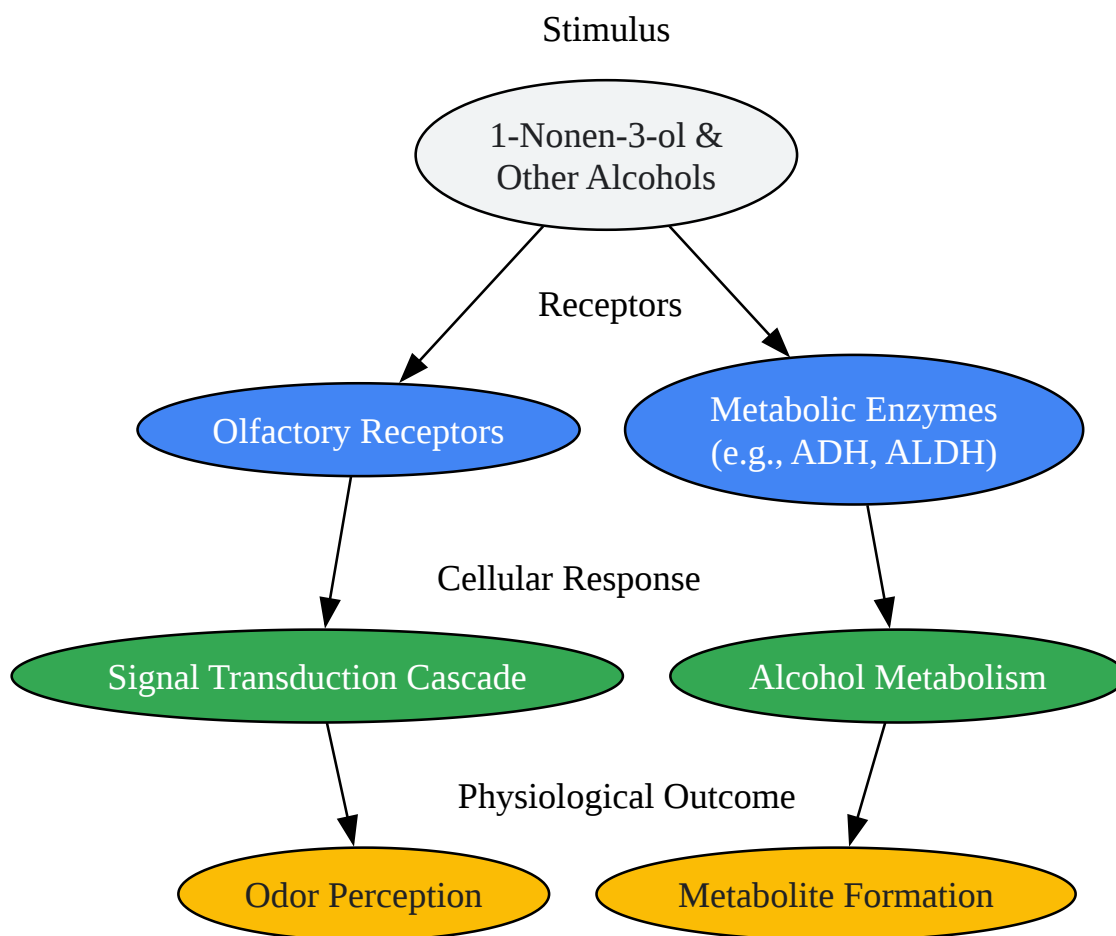 Stimulus
1-Nonen-3-ol &
Other Alcohols
Receptors
Olfactory Receptors
Metabolic Enzymes
(e.g., ADH, ALDH)
Cellular Response
Signal Transduction Cascade
Alcohol Metabolism
Physiological Outcome
Odor Perception
Metabolite Formation